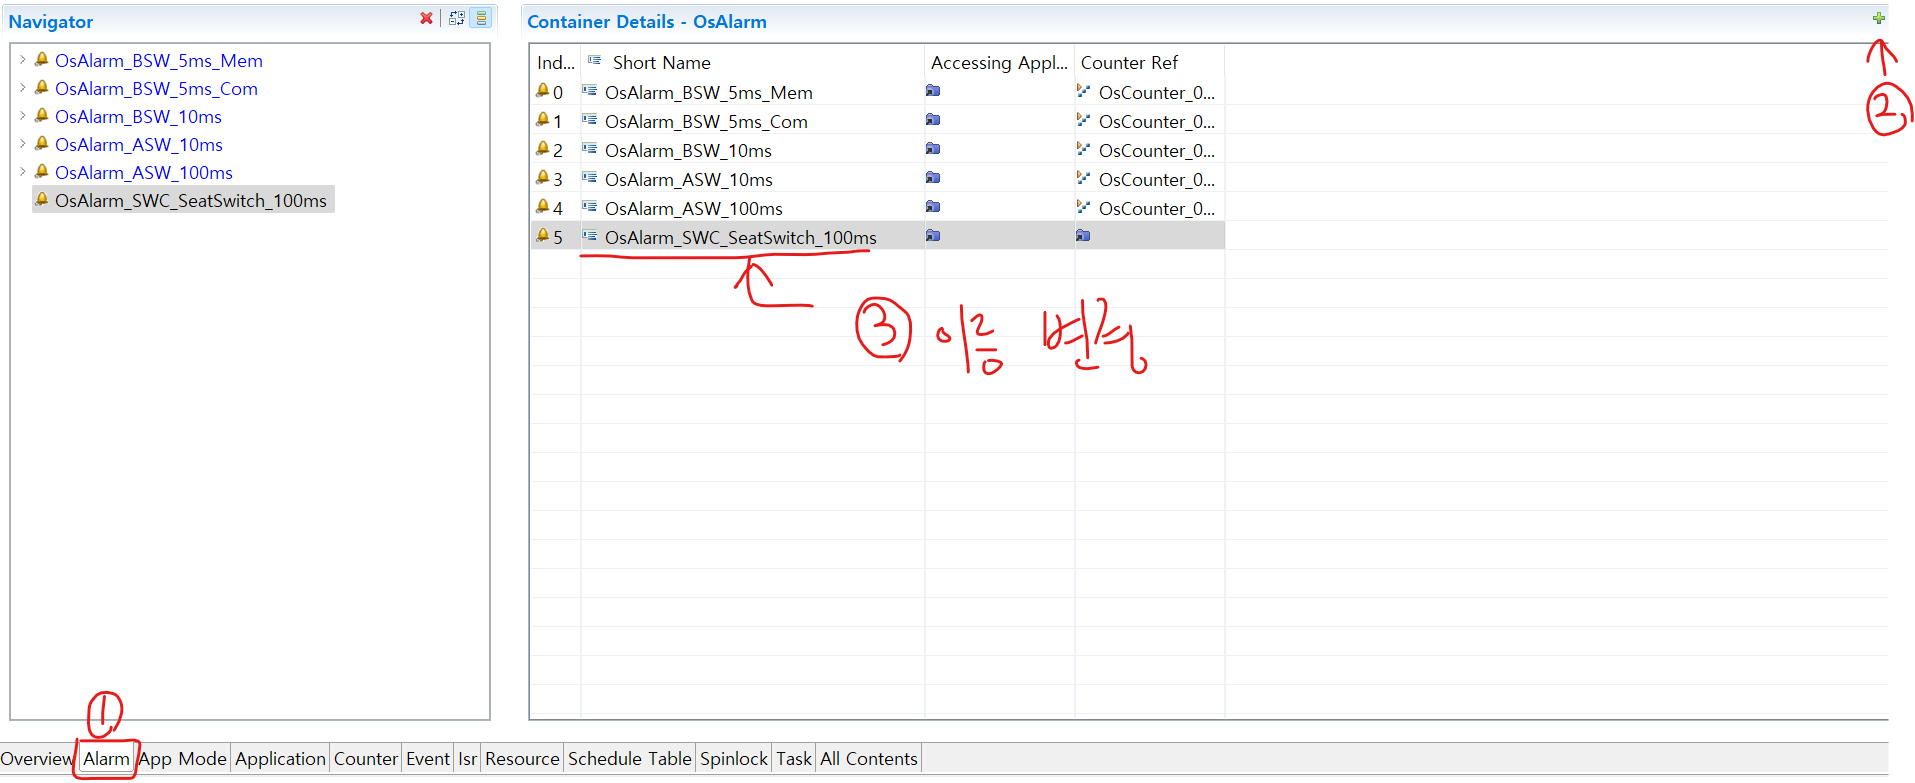 Navigator
OsAlarm_BSW_5ms_Mem
OsAlarm_BSW_5ms_Com
OsAlarm_BSW_10ms
OsAlarm_ASW_10ms
OsAlarm_ASW_100ms
OsAlarm_SWC_SeatSwitch_100ms
Container Details - OsAlarm
Ind... Short Name Accessing Appl... Counter Ref
0 OsAlarm_BSW_5ms_Mem OsCounter_0...
1 OsAlarm_BSW_5ms_Com OsCounter_0...
2 OsAlarm_BSW_10ms OsCounter_0...
3 OsAlarm_ASW_10ms OsCounter_0...
4 OsAlarm_ASW_100ms OsCounter_0...
5 OsAlarm_SWC_SeatSwitch_100ms
②
③ 이름 변경
①
Overview Alarm App Mode Application Counter Event Isr Resource Schedule Table Spinlock Task All Contents